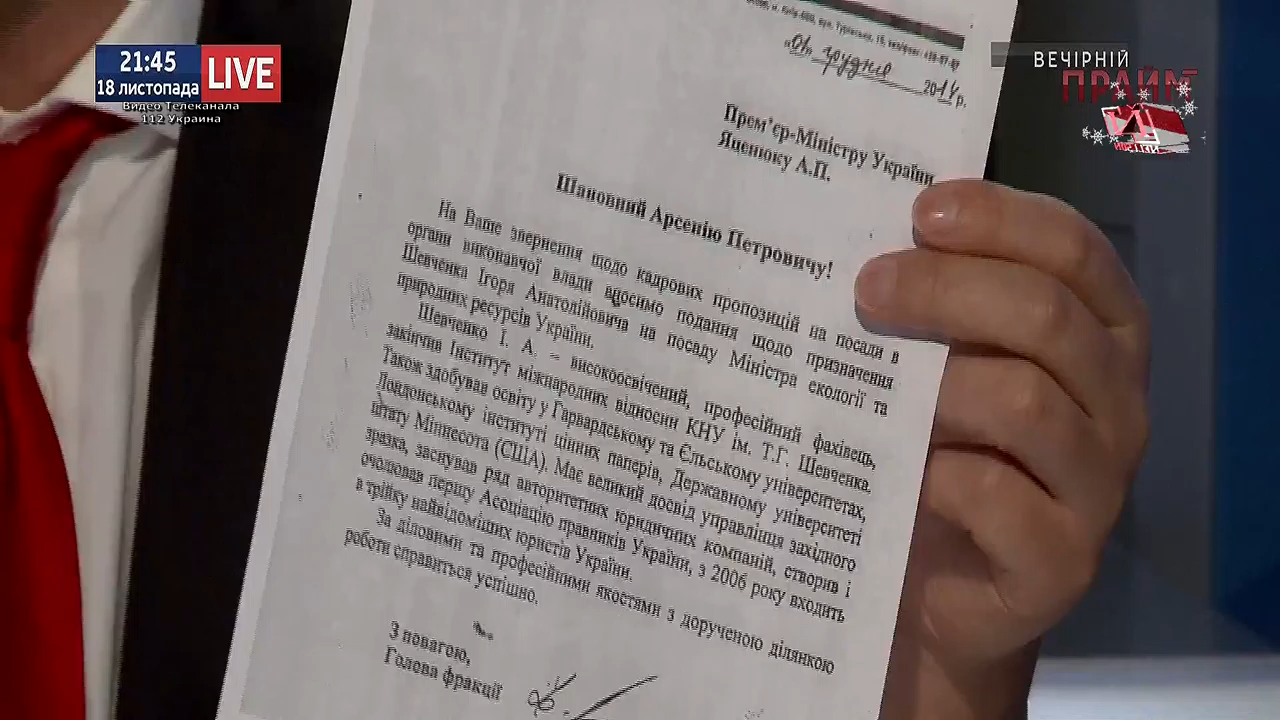 21:45
LIVE
18 листопада
Видео Телеканала
112 Украина
ВЕЧІРНІЙ
ПРАЙМ
грудня 2014 р.
Прем’єр-Міністру України
Яценюку А.П.
Шановний Арсенію Петровичу!
На Ваше звернення щодо кадрових пропозицій на посади в
органи виконавчої влади вносимо подання щодо призначення
Шевченка Ігоря Анатолійовича на посаду Міністра екології та
природних ресурсів України.
Шевченко І. А. – високоосвічений, професійний фахівець,
закінчив Інститут міжнародних відносин КНУ ім. Т.Г. Шевченка.
Також здобував освіту у Гарвардському та Єльському університетах,
Лондонському інституті цінних паперів, Державному університеті
штату Міннесота (США). Має великий досвід управлінця західного
зразка, заснував ряд авторитетних юридичних компаній, створив і
очолював першу Асоціацію правників України, з 2006 року входить
в трійку найвідоміших юристів України.
За діловими та професійними якостями з дорученою ділянкою
роботи справиться успішно.
З повагою,
Голова фракції